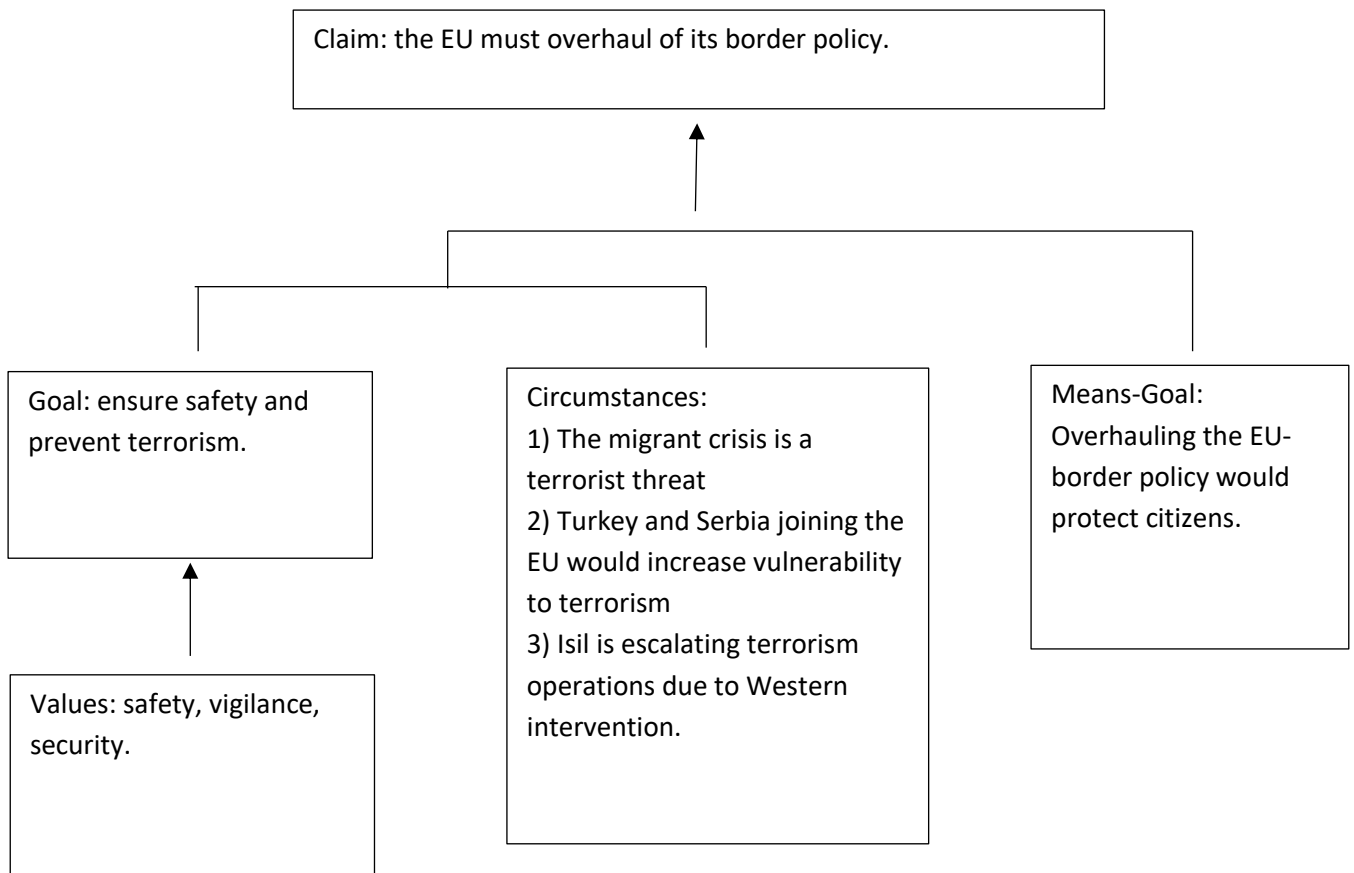 Claim: the EU must overhaul of its border policy.
Goal: ensure safety and
prevent terrorism.
Values: safety, vigilance,
security.
Circumstances:
1) The migrant crisis is a
terrorist threat
2) Turkey and Serbia joining the
EU would increase vulnerability
to terrorism
3) Isil is escalating terrorism
operations due to Western
intervention.
Means-Goal:
Overhauling the EU-
border policy would
protect citizens.